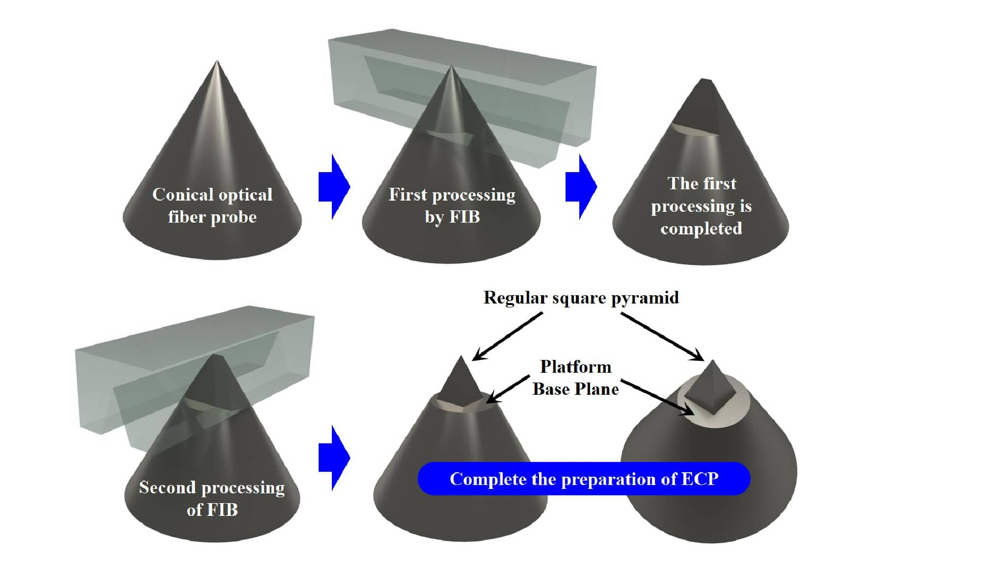 Conical optical
fiber probe
First processing
by FIB
The first
processing is
completed
Regular square pyramid
Platform
Base Plane
Second processing
of FIB
Complete the preparation of ECP